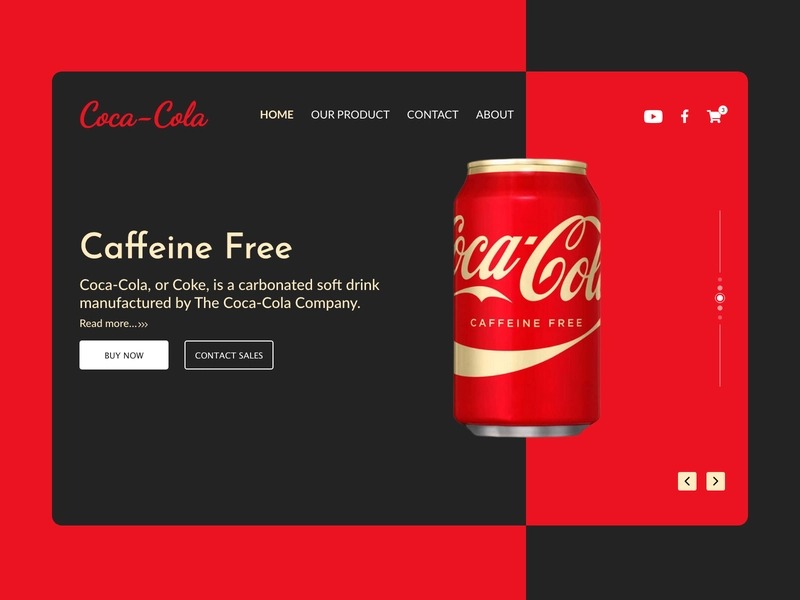 Coca-Cola
HOME OUR PRODUCT CONTACT ABOUT
3
Caffeine Free
Coca-Cola, or Coke, is a carbonated soft drink
manufactured by The Coca-Cola Company.
Read more...›››
BUY NOW CONTACT SALES
Coca-Cola
CAFFEINE FREE